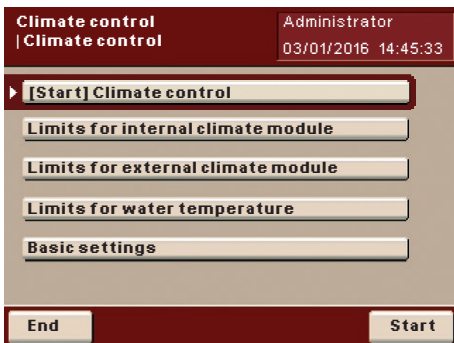 Climate control
|Climate control
Administrator
03/01/2016 14:45:33
[Start] Climate control
Limits for internal climate module
Limits for external climate module
Limits for water temperature
Basic settings
End
Start